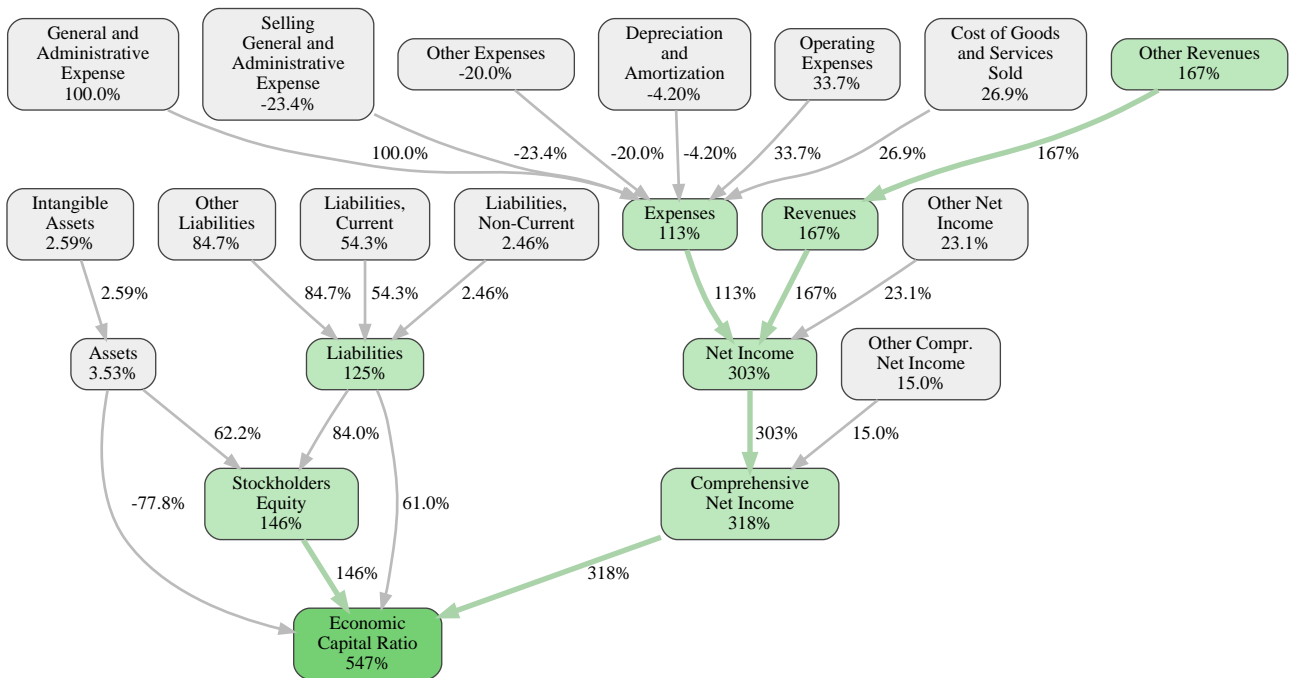 General and
Administrative
Expense
100.0%
Selling
General and
Administrative
Expense
-23.4%
Other Expenses
-20.0%
Depreciation
and
Amortization
-4.20%
Operating
Expenses
33.7%
Cost of Goods
and Services
Sold
26.9%
Other Revenues
167%
100.0%
-23.4%
-20.0%
-4.20%
33.7%
26.9%
167%
Intangible
Assets
2.59%
Other
Liabilities
84.7%
Liabilities,
Current
54.3%
Liabilities,
Non-Current
2.46%
Expenses
113%
Revenues
167%
Other Net
Income
23.1%
2.59%
84.7%
54.3%
2.46%
113%
167%
23.1%
Assets
3.53%
Liabilities
125%
Net Income
303%
Other Compr.
Net Income
15.0%
62.2%
84.0%
303%
15.0%
-77.8%
Stockholders
Equity
146%
61.0%
Comprehensive
Net Income
318%
146%
318%
Economic
Capital Ratio
547%